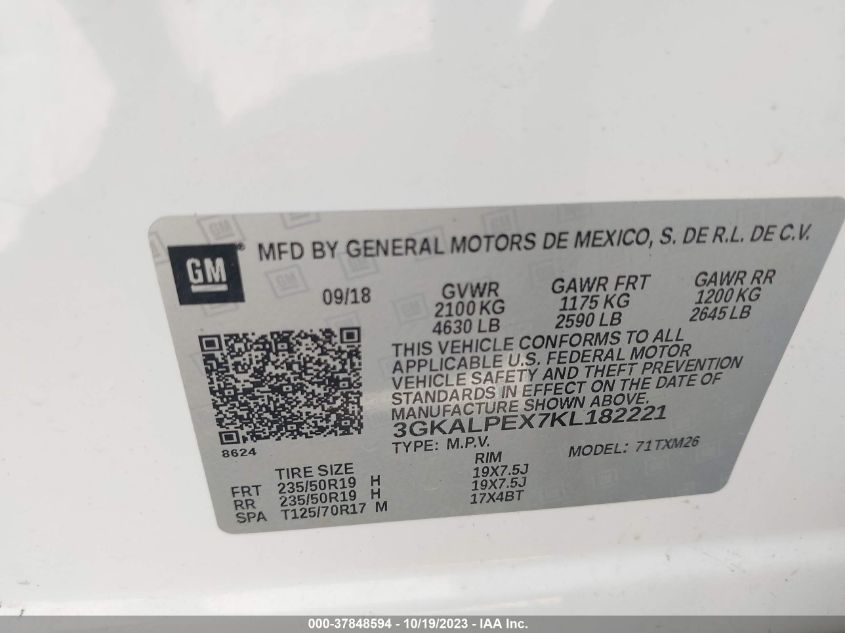 GM® MFD BY GENERAL MOTORS DE MEXICO, S. DE R.L. DE C.V.
09/18 GVWR GAWR FRT GAWR RR
2100 KG 1175 KG 1200 KG
4630 LB 2590 LB 2645 LB
THIS VEHICLE CONFORMS TO ALL
APPLICABLE U.S. FEDERAL MOTOR
VEHICLE SAFETY AND THEFT PREVENTION
STANDARDS IN EFFECT ON THE DATE OF
MANUFACTURE SHOWN ABOVE.
3GKALPEX7KL182221
8624 TYPE: M.P.V. MODEL: 71TXM26
TIRE SIZE RIM
FRT 235/50R19 H 19X7.5J
RR 235/50R19 H 19X7.5J
SPA T125/70R17 M 17X4BT
000-37848594 - 10/19/2023 - IAA Inc.